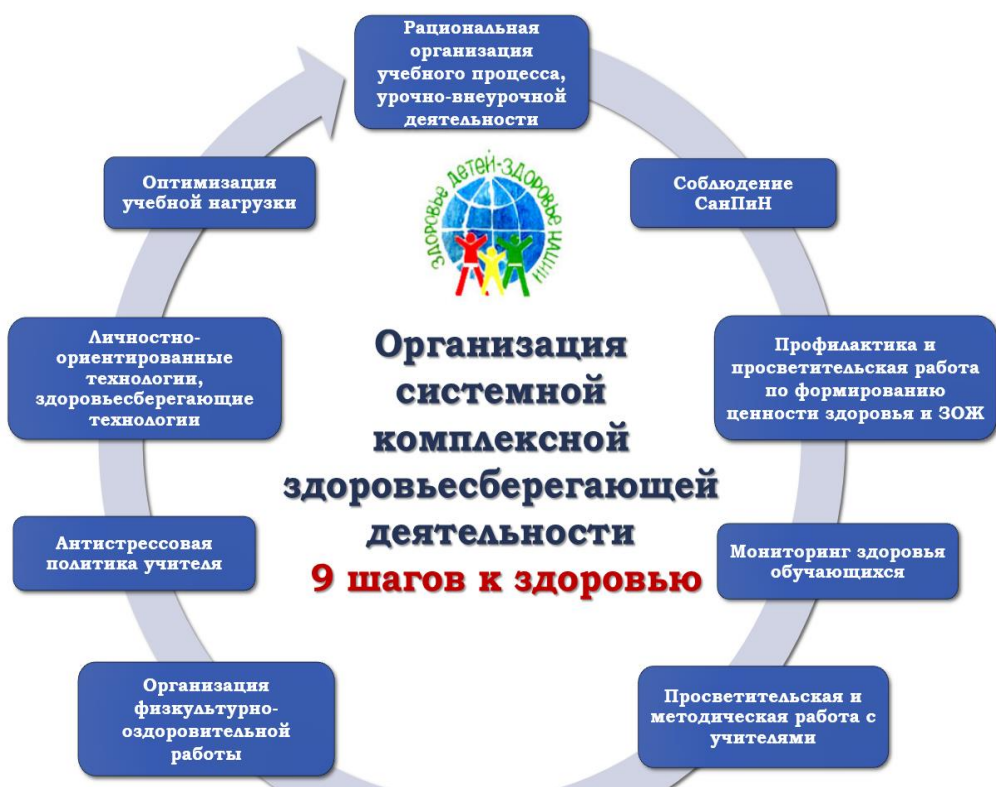 Рациональная
организация
учебного процесса,
урочно-внеурочной
деятельности
Соблюдение
СанПиН
Профилактика и
просветительская работа
по формированию
ценности здоровья и ЗОЖ
Мониторинг здоровья
обучающихся
Просветительская и
методическая работа с
учителями
Организация
физкультурно-
оздоровительной
работы
Антистрессовая
политика учителя
Личностно-
ориентированные
технологии,
здоровьесберегающие
технологии
Оптимизация
учебной нагрузки
ЗДОРОВЬЕ ДЕТЕЙ-ЗДОРОВЬЕ НАЦИИ
Организация
системной
комплексной
здоровьесберегающей
деятельности
9 шагов к здоровью